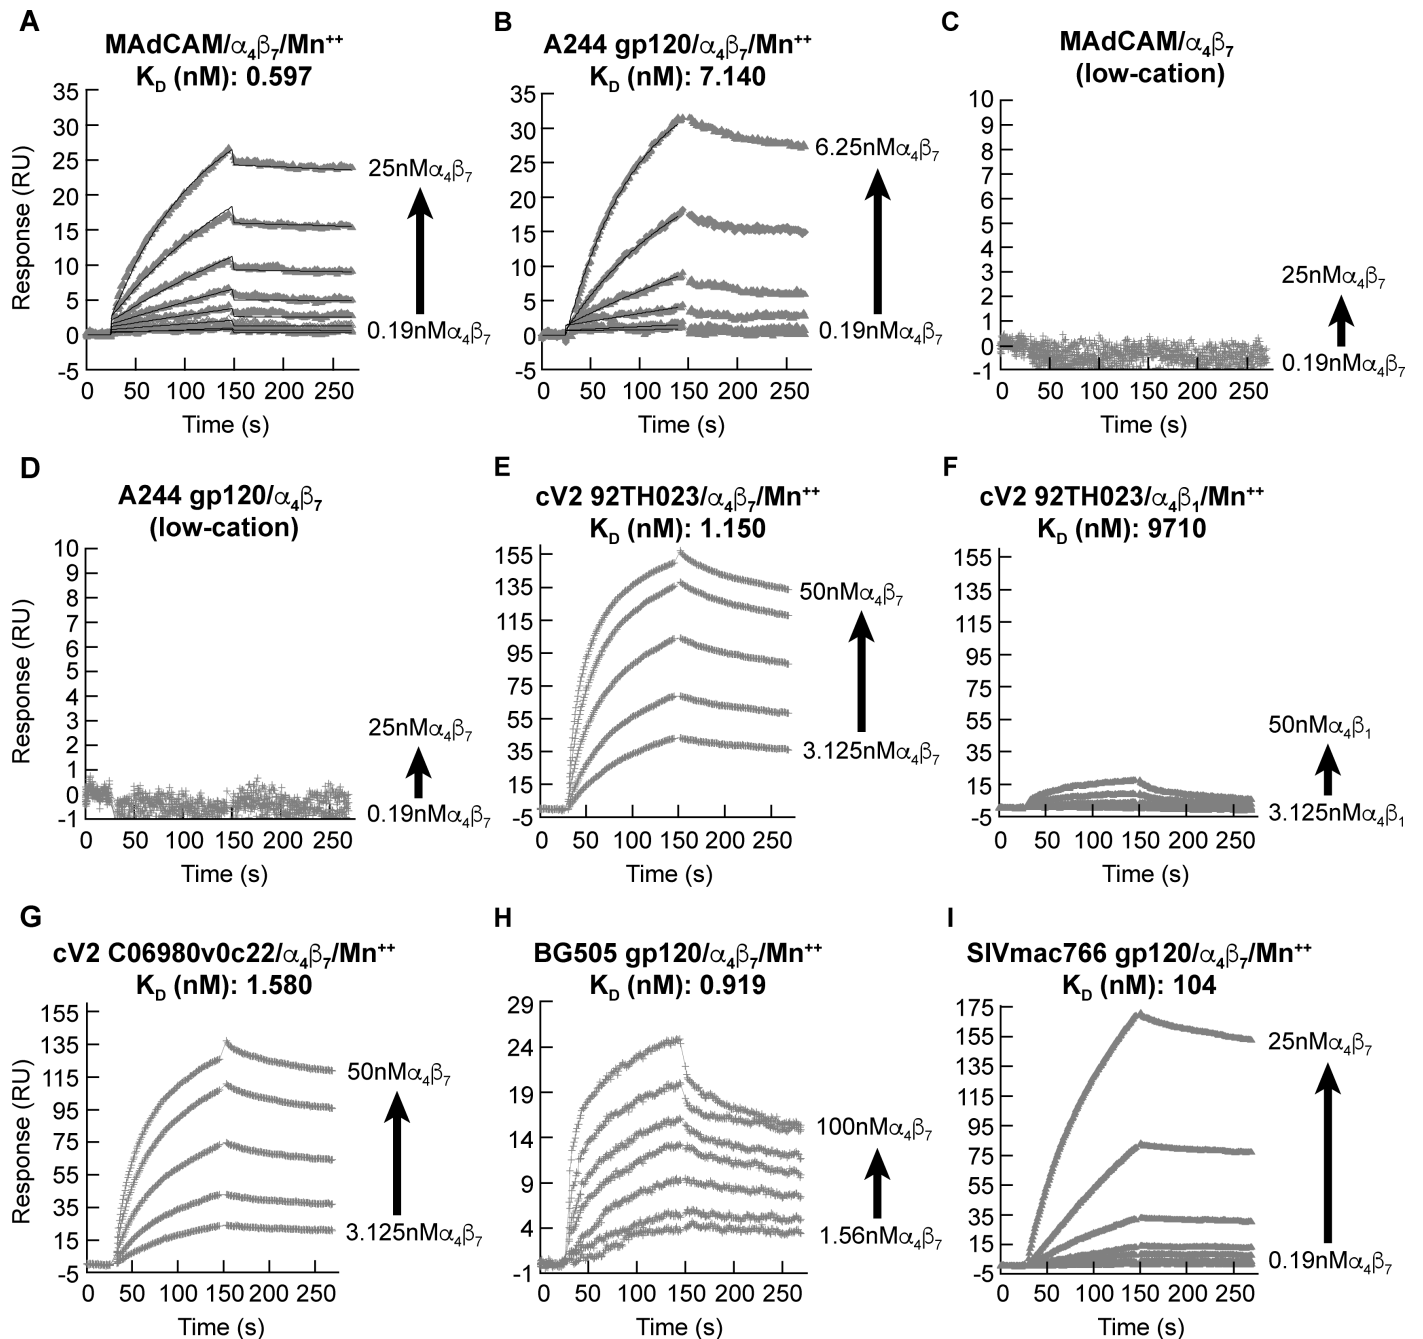 A
MAdCAM/α₄β₇/Mn⁺⁺
K_D (nM): 0.597
Response (RU)
35
30
25
20
15
10
5
0
-5
0 50 100 150 200 250
Time (s)
25nMα₄β₇
0.19nMα₄β₇
B
A244 gp120/α₄β₇/Mn⁺⁺
K_D (nM): 7.140
35
30
25
20
15
10
5
0
-5
0 50 100 150 200 250
Time (s)
6.25nMα₄β₇
0.19nMα₄β₇
C
MAdCAM/α₄β₇
(low-cation)
10
9
8
7
6
5
4
3
2
1
0
-1
0 50 100 150 200 250
Time (s)
25nMα₄β₇
0.19nMα₄β₇
D
A244 gp120/α₄β₇
(low-cation)
Response (RU)
10
9
8
7
6
5
4
3
2
1
0
-1
0 50 100 150 200 250
Time (s)
25nMα₄β₇
0.19nMα₄β₇
E
cV2 92TH023/α₄β₇/Mn⁺⁺
K_D (nM): 1.150
155
135
115
95
75
55
35
15
-5
0 50 100 150 200 250
Time (s)
50nMα₄β₇
3.125nMα₄β₇
F
cV2 92TH023/α₄β₁/Mn⁺⁺
K_D (nM): 9710
155
135
115
95
75
55
35
15
-5
0 50 100 150 200 250
Time (s)
50nMα₄β₁
3.125nMα₄β₁
G
cV2 C06980v0c22/α₄β₇/Mn⁺⁺
K_D (nM): 1.580
Response (RU)
155
135
115
95
75
55
35
15
-5
0 50 100 150 200 250
Time (s)
50nMα₄β₇
3.125nMα₄β₇
H
BG505 gp120/α₄β₇/Mn⁺⁺
K_D (nM): 0.919
29
24
19
14
9
4
-1
0 50 100 150 200 250
Time (s)
100nMα₄β₇
1.56nMα₄β₇
I
SIVmac766 gp120/α₄β₇/Mn⁺⁺
K_D (nM): 104
175
155
135
115
95
75
55
35
15
-5
0 50 100 150 200 250
Time (s)
25nMα₄β₇
0.19nMα₄β₇